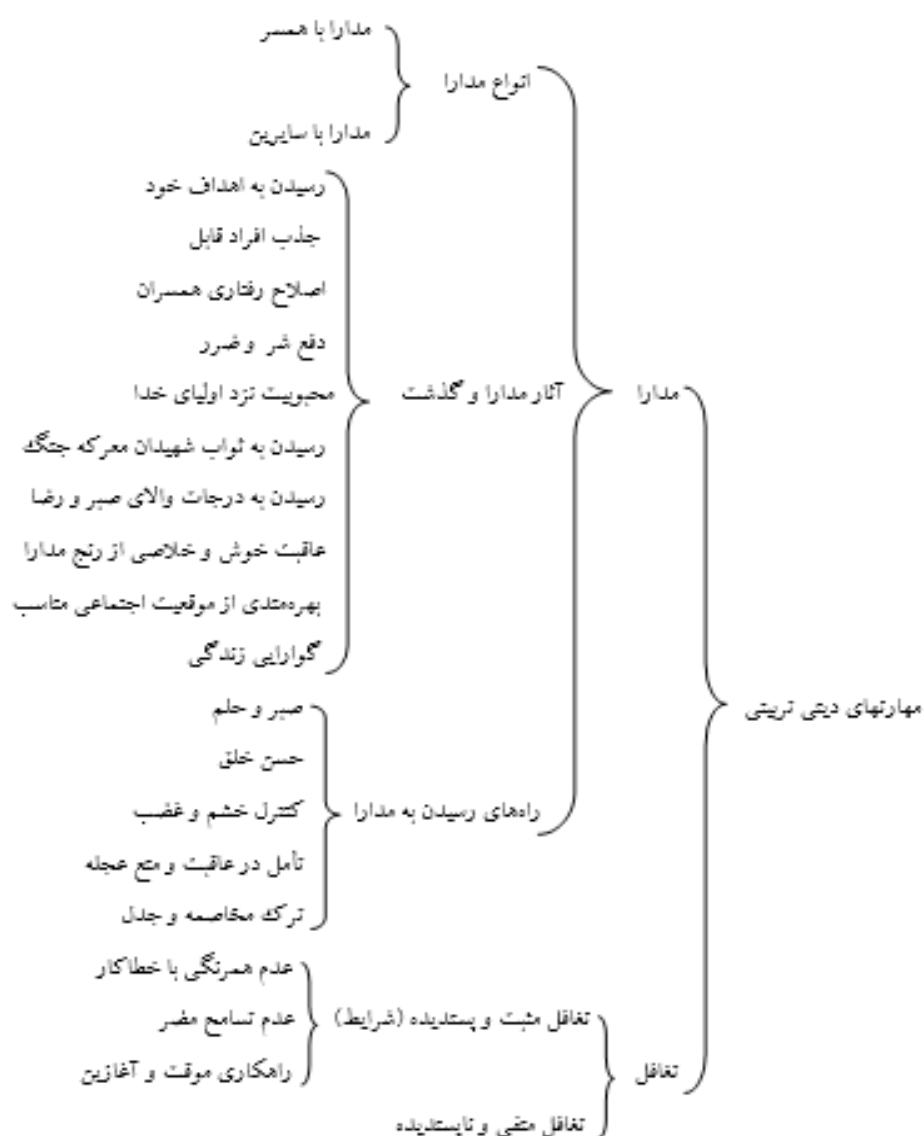 مدارا با همسر
انواع مدارا
مدارا با سایرین
رسیدن به اهداف خود
جذب افراد قابل
اصلاح رفتاری همسران
دفع شر و ضرر
مدارا
آثار مدارا و گذشت
محبوبیت نزد اولیای خدا
رسیدن به ثواب شهیدان معرکه جنگ
رسیدن به درجات والای صبر و رضا
عاقبت خوش و خلاصی از رنج مدارا
بهره‌مندی از موقعیت اجتماعی مناسب
گوارایی زندگی
مهارتهای دینی تربیتی
صبر و حلم
حسن خلق
راه‌های رسیدن به مدارا
کنترل خشم و غضب
تأمل در عاقبت و منع عجله
ترک مخاصمه و جدل
عدم همرنگی با خطاکار
تغافل مثبت و پسندیده (شرایط)
عدم تسامح مضر
تغافل
راهکاری موقت و آغازین
تغافل منفی و ناپسندیده